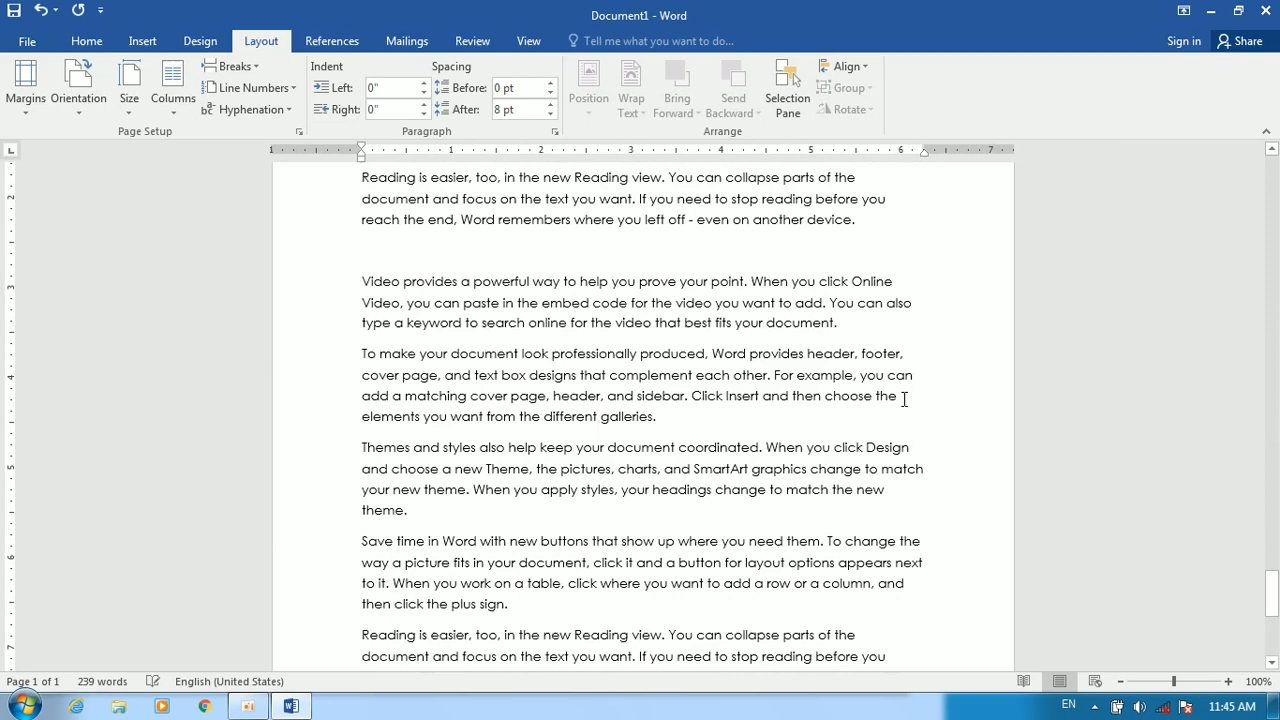 Document1 - Word
File Home Insert Design Layout References Mailings Review View Tell me what you want to do... Sign in Share
Margins Orientation Size Columns
Breaks
Line Numbers
Hyphenation
Page Setup
Indent
Left: 0"
Right: 0"
Spacing
Before: 0 pt
After: 8 pt
Paragraph
Position Wrap Text Bring Forward Send Backward Selection Pane
Align
Group
Rotate
Arrange
1 1 2 3 4 5 6 7
2
3
4
5
6
7
Reading is easier, too, in the new Reading view. You can collapse parts of the
document and focus on the text you want. If you need to stop reading before you
reach the end, Word remembers where you left off - even on another device.
Video provides a powerful way to help you prove your point. When you click Online
Video, you can paste in the embed code for the video you want to add. You can also
type a keyword to search online for the video that best fits your document.
To make your document look professionally produced, Word provides header, footer,
cover page, and text box designs that complement each other. For example, you can
add a matching cover page, header, and sidebar. Click Insert and then choose the
elements you want from the different galleries.
Themes and styles also help keep your document coordinated. When you click Design
and choose a new Theme, the pictures, charts, and SmartArt graphics change to match
your new theme. When you apply styles, your headings change to match the new
theme.
Save time in Word with new buttons that show up where you need them. To change the
way a picture fits in your document, click it and a button for layout options appears next
to it. When you work on a table, click where you want to add a row or a column, and
then click the plus sign.
Reading is easier, too, in the new Reading view. You can collapse parts of the
document and focus on the text you want. If you need to stop reading before you
Page 1 of 1 239 words English (United States) 100%
EN 11:45 AM